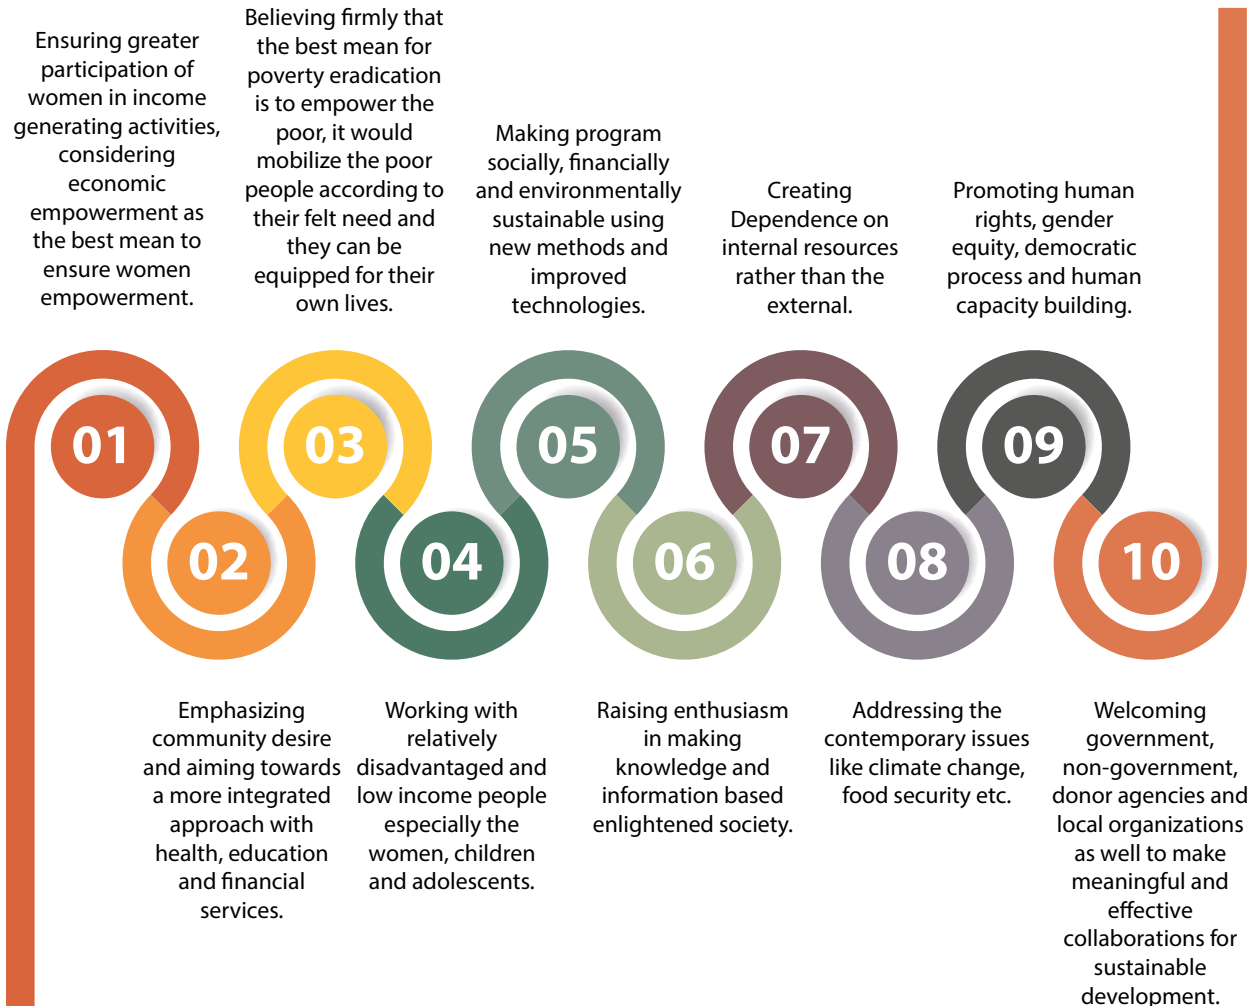 Ensuring greater
participation of
women in income
generating activities,
considering
economic
empowerment as
the best mean to
ensure women
empowerment.
01
Emphasizing
community desire
and aiming towards
a more integrated
approach with
health, education
and financial
services.
02
Believing firmly that
the best mean for
poverty eradication
is to empower the
poor, it would
mobilize the poor
people according to
their felt need and
they can be
equipped for their
own lives.
03
Working with
relatively
disadvantaged and
low income people
especially the
women, children
and adolescents.
04
Making program
socially, financially
and environmentally
sustainable using
new methods and
improved
technologies.
05
Raising enthusiasm
in making
knowledge and
information based
enlightened society.
06
Creating
Dependence on
internal resources
rather than the
external.
07
Addressing the
contemporary issues
like climate change,
food security etc.
08
Promoting human
rights, gender
equity, democratic
process and human
capacity building.
09
Welcoming
government,
non-government,
donor agencies and
local organizations
as well to make
meaningful and
effective
collaborations for
sustainable
development.
10